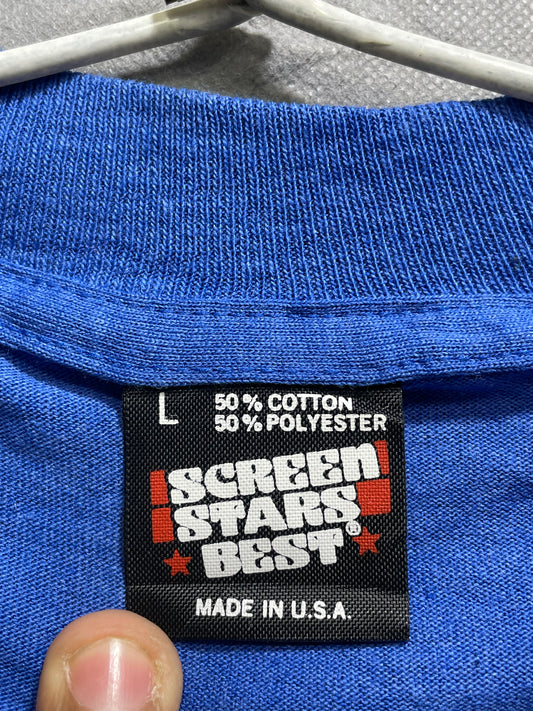 L 50% COTTON
50% POLYESTER
SCREEN
STARS
BEST®
MADE IN U.S.A.